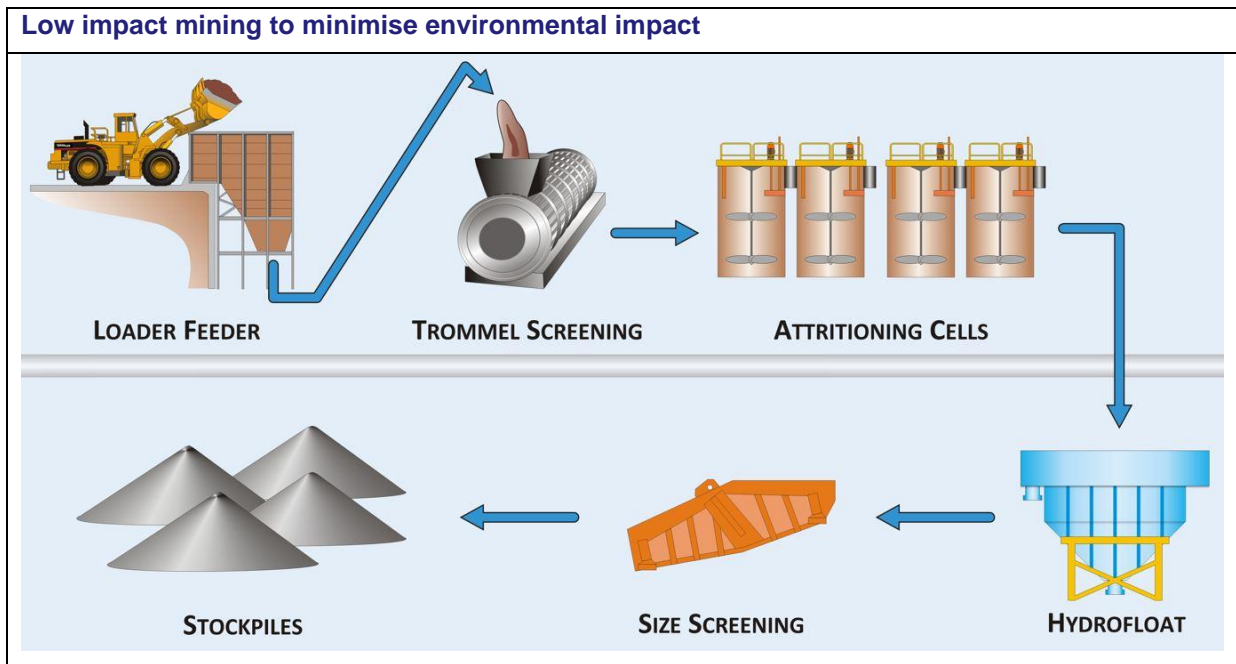 Low impact mining to minimise environmental impact
LOADER FEEDER
TROMMEL SCREENING
ATTRITIONING CELLS
STOCKPILES
SIZE SCREENING
HYDROFLOAT